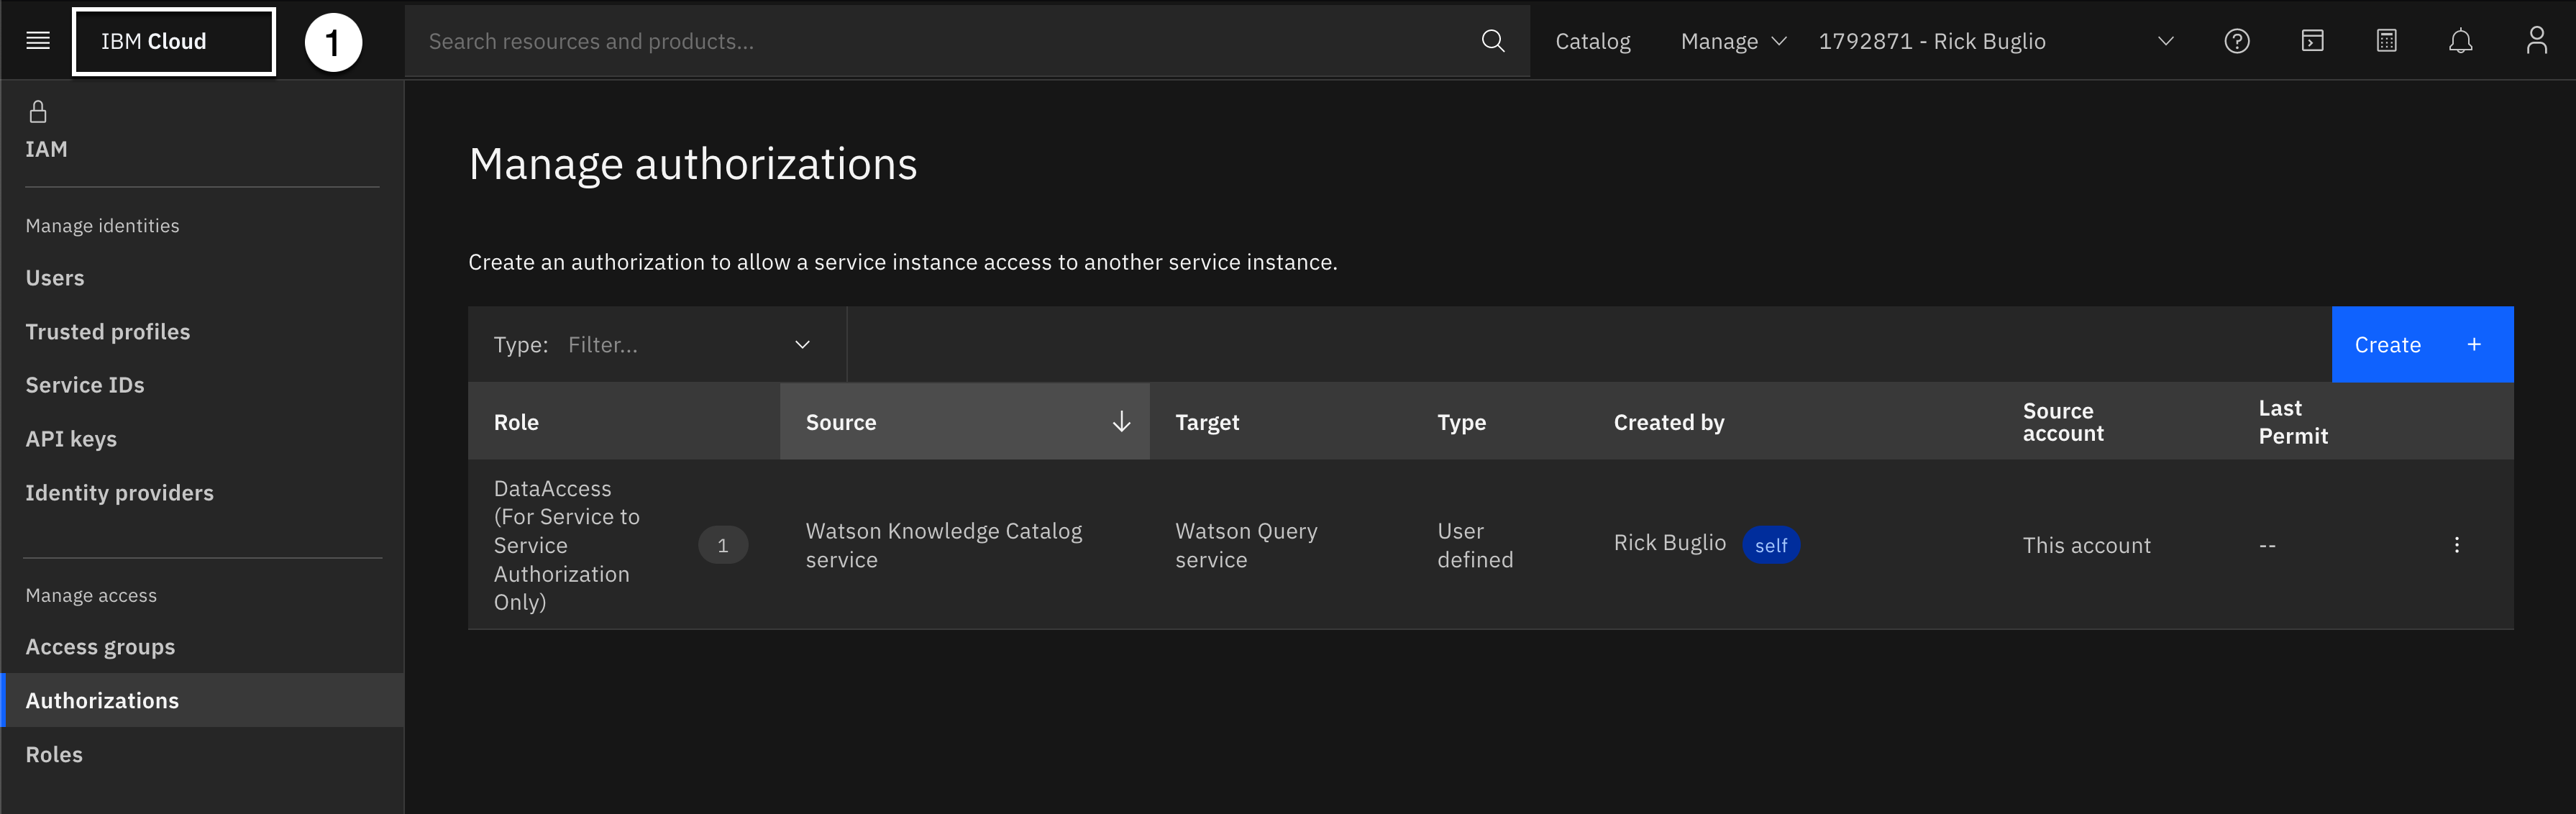 IBM Cloud
1
Search resources and products...
Catalog
Manage
1792871 - Rick Buglio
IAM
Manage identities
Users
Trusted profiles
Service IDs
API keys
Identity providers
Manage access
Access groups
Authorizations
Roles
Manage authorizations
Create an authorization to allow a service instance access to another service instance.
Type: Filter...
Create +
Role
Source
Target
Type
Created by
Source
account
Last
Permit
DataAccess
(For Service to
Service
Authorization
Only)
1
Watson Knowledge Catalog
service
Watson Query
service
User
defined
Rick Buglio self
This account
--